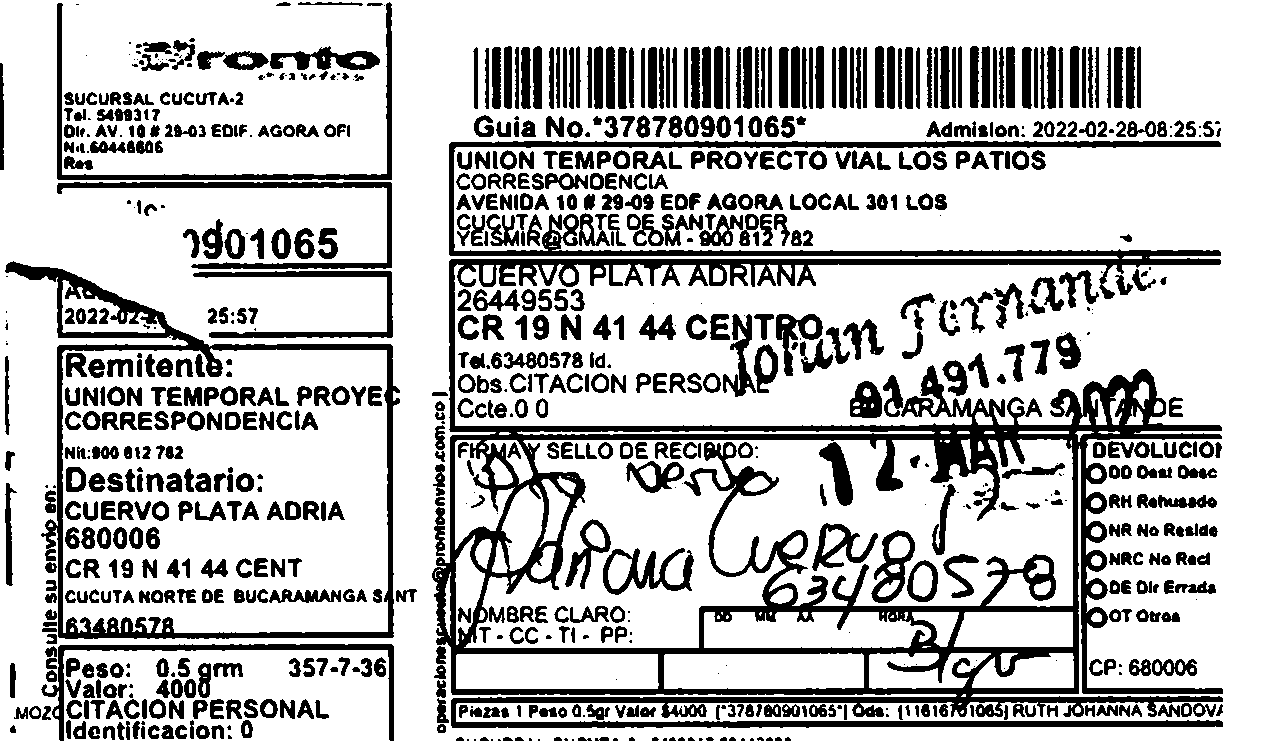 Pronto
SUCURSAL CUCUTA-2
Tel. 5499317
Dir. AV. 10 # 29-03 EDIF. AGORA OFI
Nit.60446606
Res
0901065
2022-02-2 25:57
Remitente:
UNION TEMPORAL PROYEC
CORRESPONDENCIA
Nit:900 812 782
Destinatario:
CUERVO PLATA ADRIA
680006
CR 19 N 41 44 CENT
CUCUTA NORTE DE BUCARAMANGA SANT
63480578
Peso: 0.5 grm 357-7-36
Valor: 4000
CITACION PERSONAL
Identificacion: 0
Consulte su envio en:
operacionescucuta@prontoenvios.com.co |
Guia No.*378780901065*
Admision: 2022-02-28-08:25:57
UNION TEMPORAL PROYECTO VIAL LOS PATIOS
CORRESPONDENCIA
AVENIDA 10 # 29-09 EDF AGORA LOCAL 301 LOS
CUCUTA NORTE DE SANTANDER
YEISMIR@GMAIL COM - 900 812 782
CUERVO PLATA ADRIANA
26449553
CR 19 N 41 44 CENTRO
Tel.63480578 Id.
Obs.CITACION PERSONAL
Ccte.0 0
BUCARAMANGA SANTANDE
Johan Fernande
91.491.779
12 MAR 2022
FIRMA Y SELLO DE RECIBIDO:
Adriana Cuervo
63480578
NOMBRE CLARO:
NIT - CC - TI - PP:
DD MM AA HORA
B/ga
DEVOLUCION
DD Dest Desc
RH Rehusado
NR No Reside
NRC No Recl
DE Dir Errada
OT Otros
CP: 680006
Piezas 1 Peso 0.5gr Valor $4000 [*378780901065*] Ods: [11616701065] RUTH JOHANNA SANDOVA